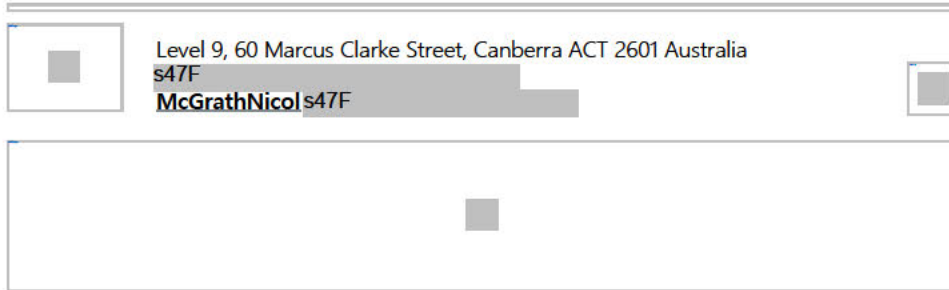 Level 9, 60 Marcus Clarke Street, Canberra ACT 2601 Australia
s47F
McGrathNicol s47F